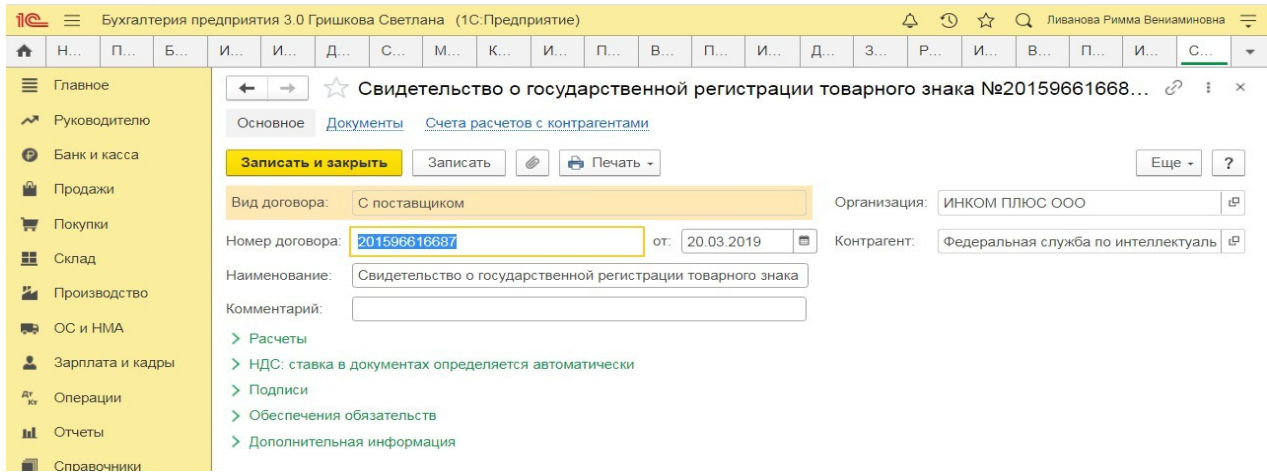 1С Бухгалтерия предприятия 3.0 Гришкова Светлана (1С:Предприятие) Ливанова Римма Вениаминовна
Н... П... Б... И... И... Д... С... М... К... И... П... В... П... И... Д... З... Р... И... В... П... И... С...
Главное
Руководителю
Банк и касса
Продажи
Покупки
Склад
Производство
ОС и НМА
Зарплата и кадры
Дт Кт Операции
Отчеты
Справочники
Свидетельство о государственной регистрации товарного знака №20159661668...
Основное Документы Счета расчетов с контрагентами
Записать и закрыть Записать Печать Еще ?
Вид договора: С поставщиком Организация: ИНКОМ ПЛЮС ООО
Номер договора: 201596616687 от: 20.03.2019 Контрагент: Федеральная служба по интеллектуаль
Наименование: Свидетельство о государственной регистрации товарного знака
Комментарий:
Расчеты
НДС: ставка в документах определяется автоматически
Подписи
Обеспечения обязательств
Дополнительная информация